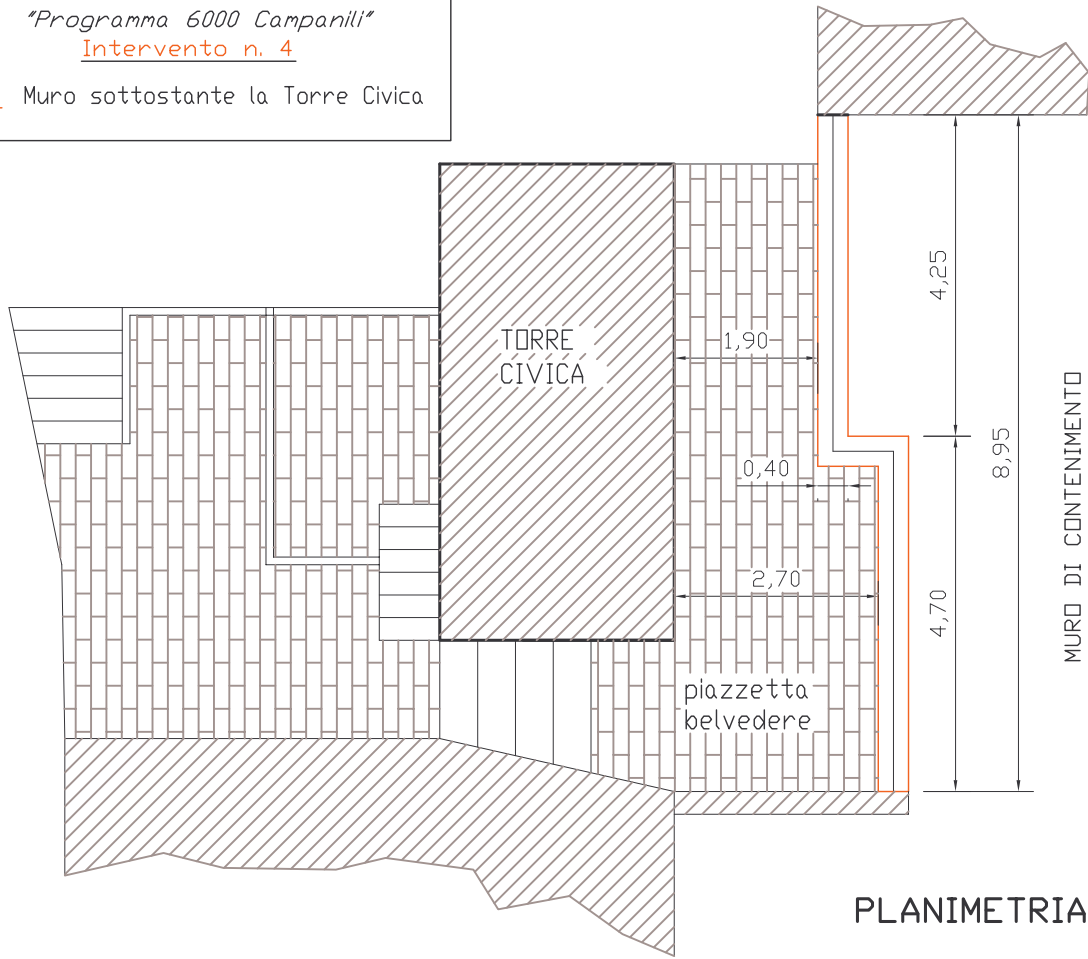 "Programma 6000 Campanili"
Intervento n. 4
Muro sottostante la Torre Civica
TORRE
CIVICA
1,90
4,25
8,95
0,40
2,70
4,70
MURO DI CONTENIMENTO
piazzetta
belvedere
PLANIMETRIA